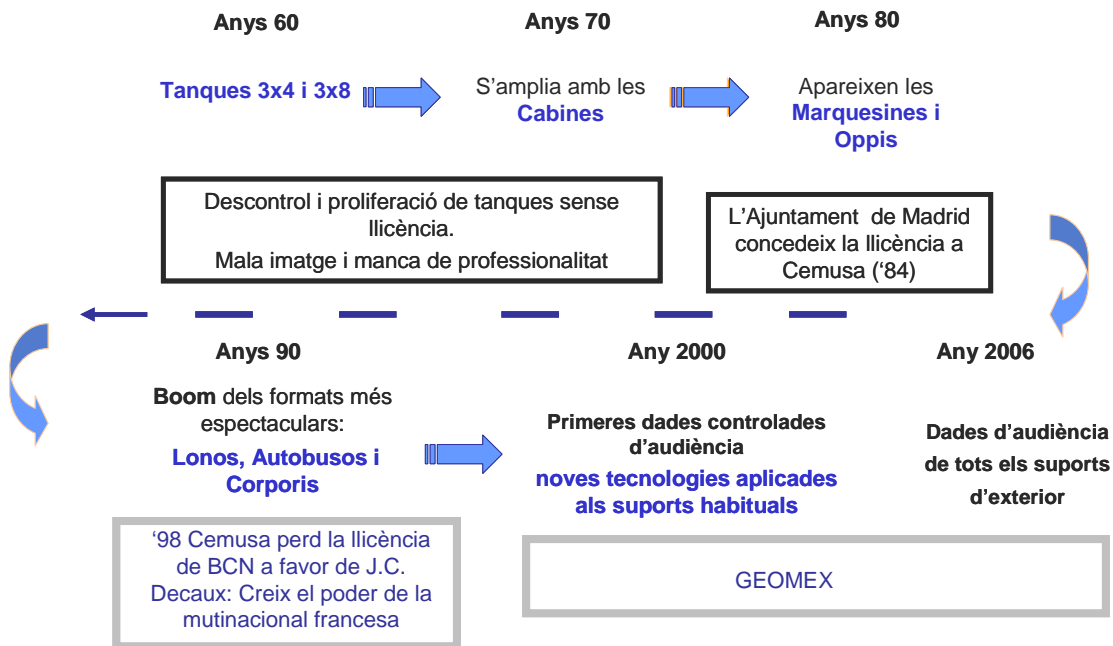 Anys 60
Anys 70
Anys 80
Tanques 3x4 i 3x8
S’amplia amb les
Cabines
Apareixen les
Marquesines i
Oppis
Descontrol i proliferació de tanques sense
llicència.
Mala imatge i manca de professionalitat
L’Ajuntament de Madrid
concedeix la llicència a
Cemusa (‘84)
Anys 90
Any 2000
Any 2006
Boom dels formats més
espectaculars:
Lonos, Autobusos i
Corporis
Primeres dades controlades
d’audiència
noves tecnologies aplicades
als suports habituals
Dades d’audiència
de tots els suports
d’exterior
‘98 Cemusa perd la llicència
de BCN a favor de J.C.
Decaux: Creix el poder de la
mutinacional francesa
GEOMEX